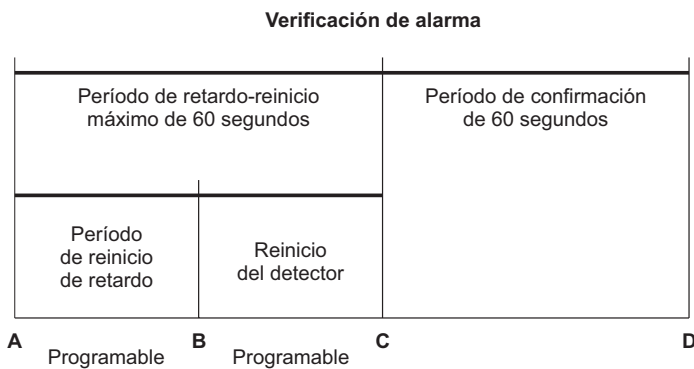 Verificación de alarma
Período de retardo-reinicio
máximo de 60 segundos
Período de confirmación
de 60 segundos
Período
de reinicio
de retardo
Reinicio
del detector
A
B
C
D
Programable
Programable